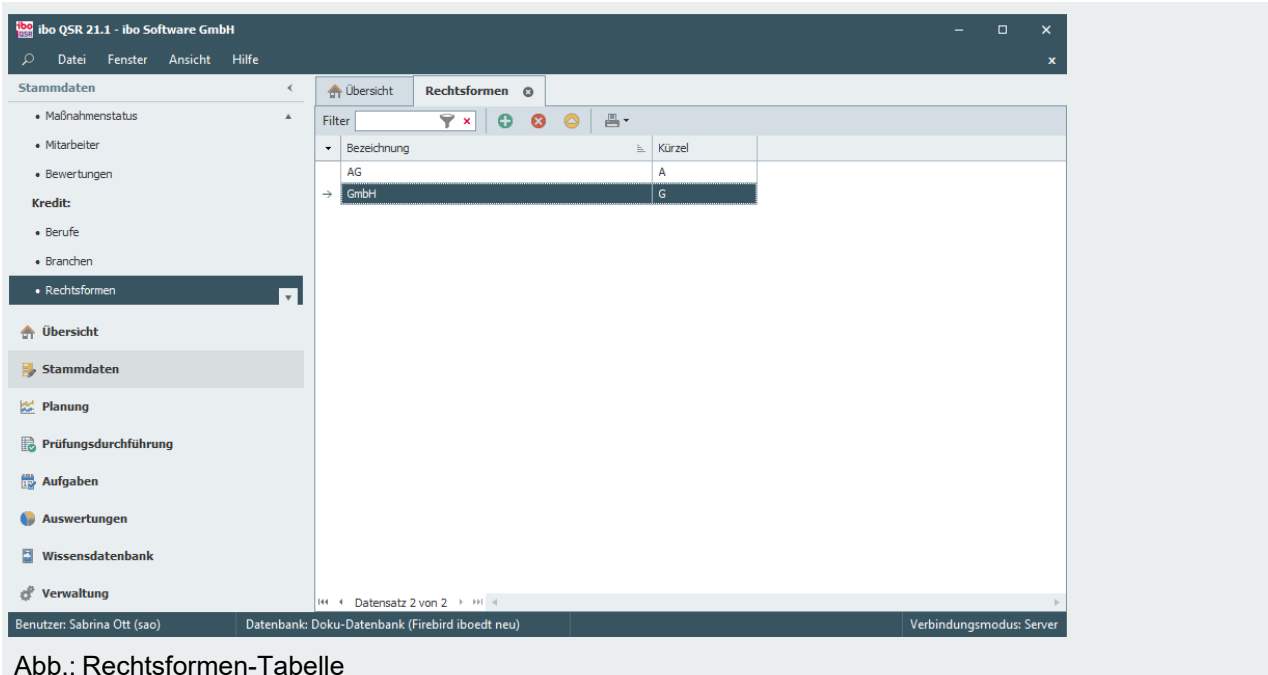 ibo QSR 21.1 - ibo Software GmbH
Datei Fenster Ansicht Hilfe
Stammdaten
• Maßnahmenstatus
• Mitarbeiter
• Bewertungen
Kredit:
• Berufe
• Branchen
• Rechtsformen
Übersicht
Stammdaten
Planung
Prüfungsdurchführung
Aufgaben
Auswertungen
Wissensdatenbank
Verwaltung
Übersicht Rechtsformen
Filter
Bezeichnung Kürzel
AG A
GmbH G
Datensatz 2 von 2
Benutzer: Sabrina Ott (sao) Datenbank: Doku-Datenbank (Firebird iboedt neu) Verbindungsmodus: Server
Abb.: Rechtsformen-Tabelle